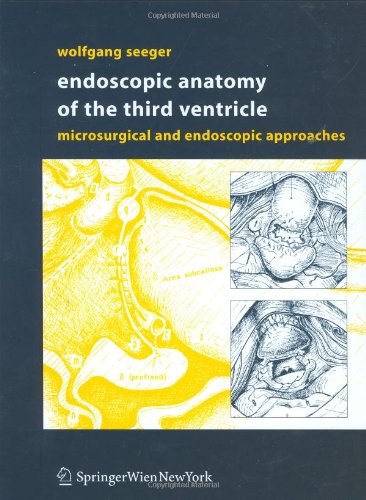 wolfgang seeger
endoscopic anatomy
of the third ventricle
microsurgical and endoscopic approaches
Area subcallosa
B (profund.)
SpringerWienNewYork